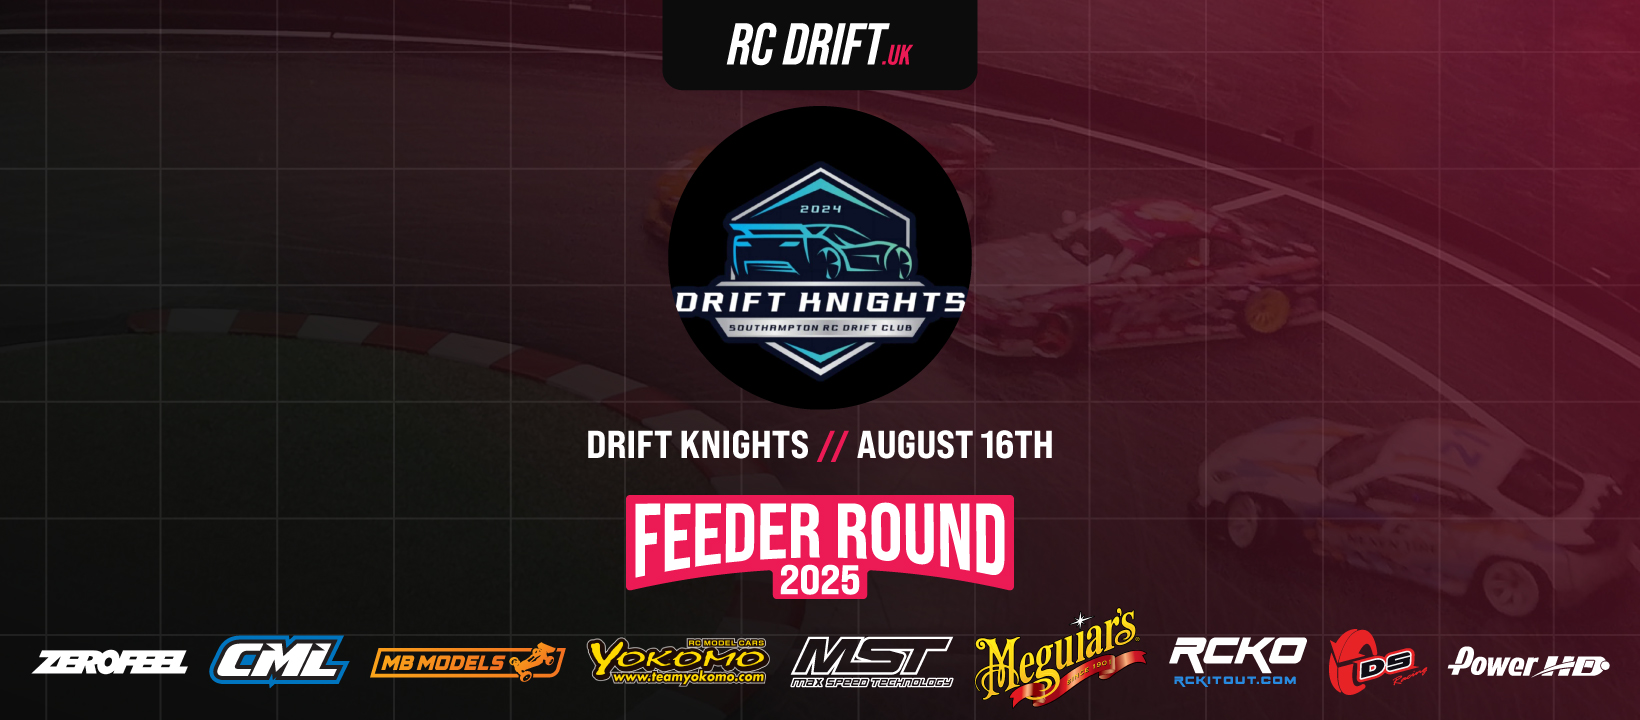 RC DRIFT.UK
2024
DRIFT KNIGHTS
SOUTHAMPTON RC DRIFT CLUB
DRIFT KNIGHTS // AUGUST 16TH
FEEDER ROUND
2025
ZEROFEEL
CML
MB MODELS
RC MODEL CARS
YOKOMO
www.teamyokomo.com
MST
MAX SPEED TECHNOLOGY
Meguiar's
SINCE 1901
RCKO
RCKITOUT.COM
DS
Racing
Power HD